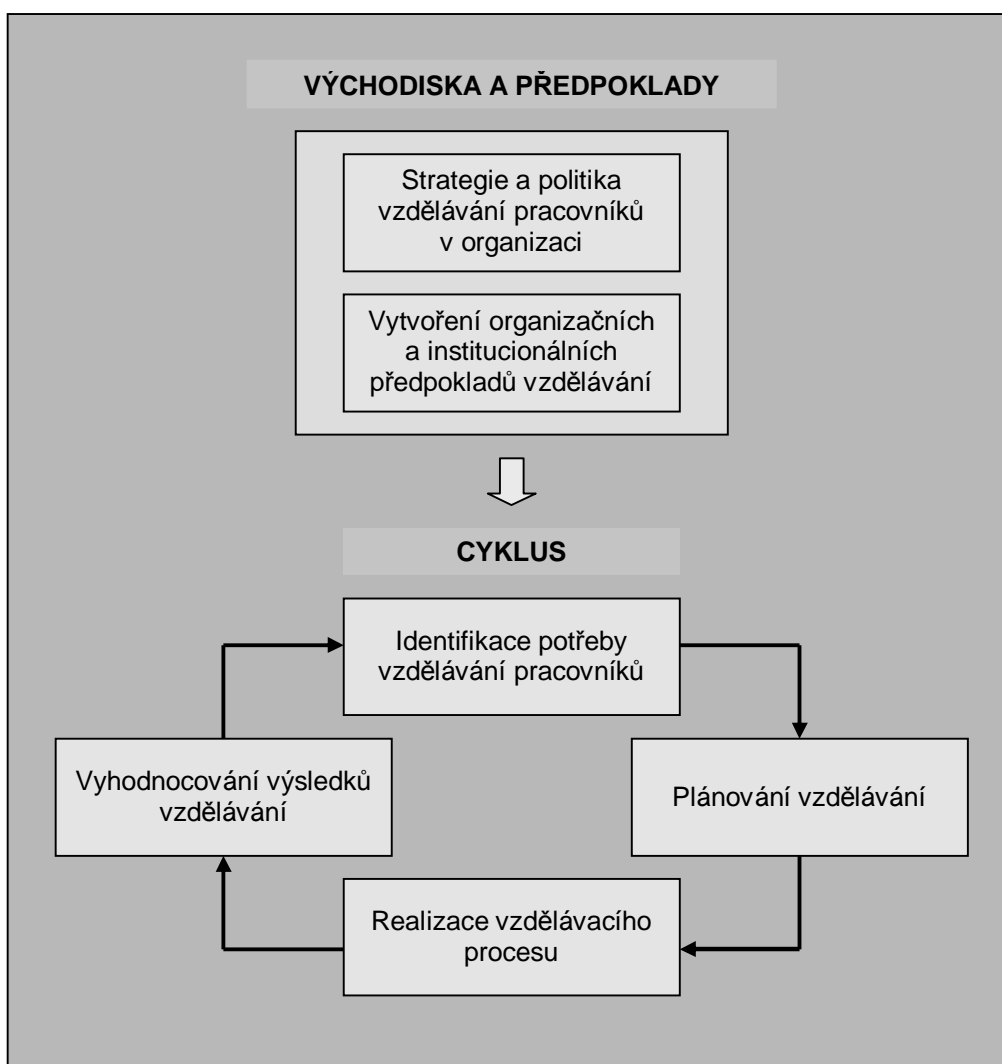 VÝCHODISKA A PŘEDPOKLADY
Strategie a politika
vzdělávání pracovníků
v organizaci
Vytvoření organizačních
a institucionálních
předpokladů vzdělávání
CYKLUS
Identifikace potřeby
vzdělávání pracovníků
Vyhodnocování výsledků
vzdělávání
Plánování vzdělávání
Realizace vzdělávacího
procesu